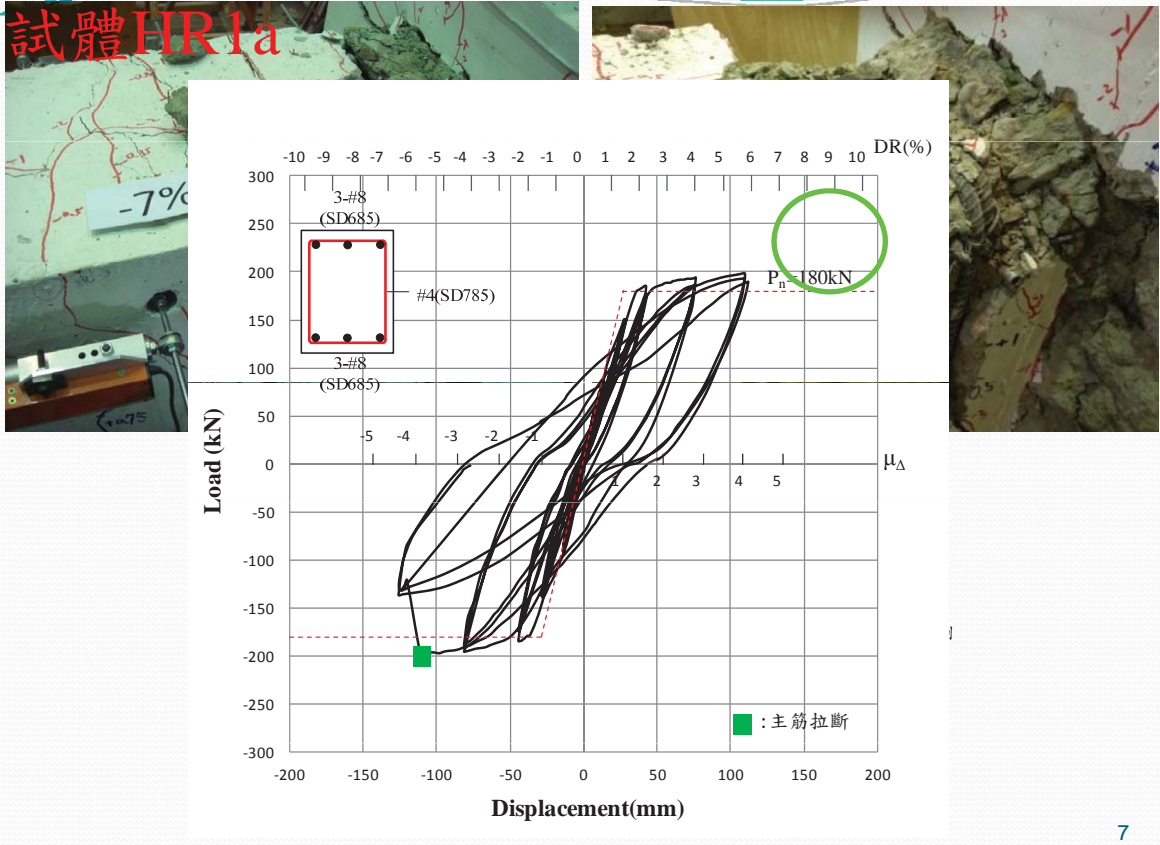 試體HR1a
-7%
DR(%)
-10 -9 -8 -7 -6 -5 -4 -3 -2 -1 0 1 2 3 4 5 6 7 8 9 10
300
250
200
150
100
50
0
-50
-100
-150
-200
-250
-300
3-#8
(SD685)
#4(SD785)
3-#8
(SD685)
Pn=180kN
-5 -4 -3 -2 -1
1 2 3 4 5
μΔ
Load (kN)
:主筋拉斷
-200 -150 -100 -50 0 50 100 150 200
Displacement(mm)
7